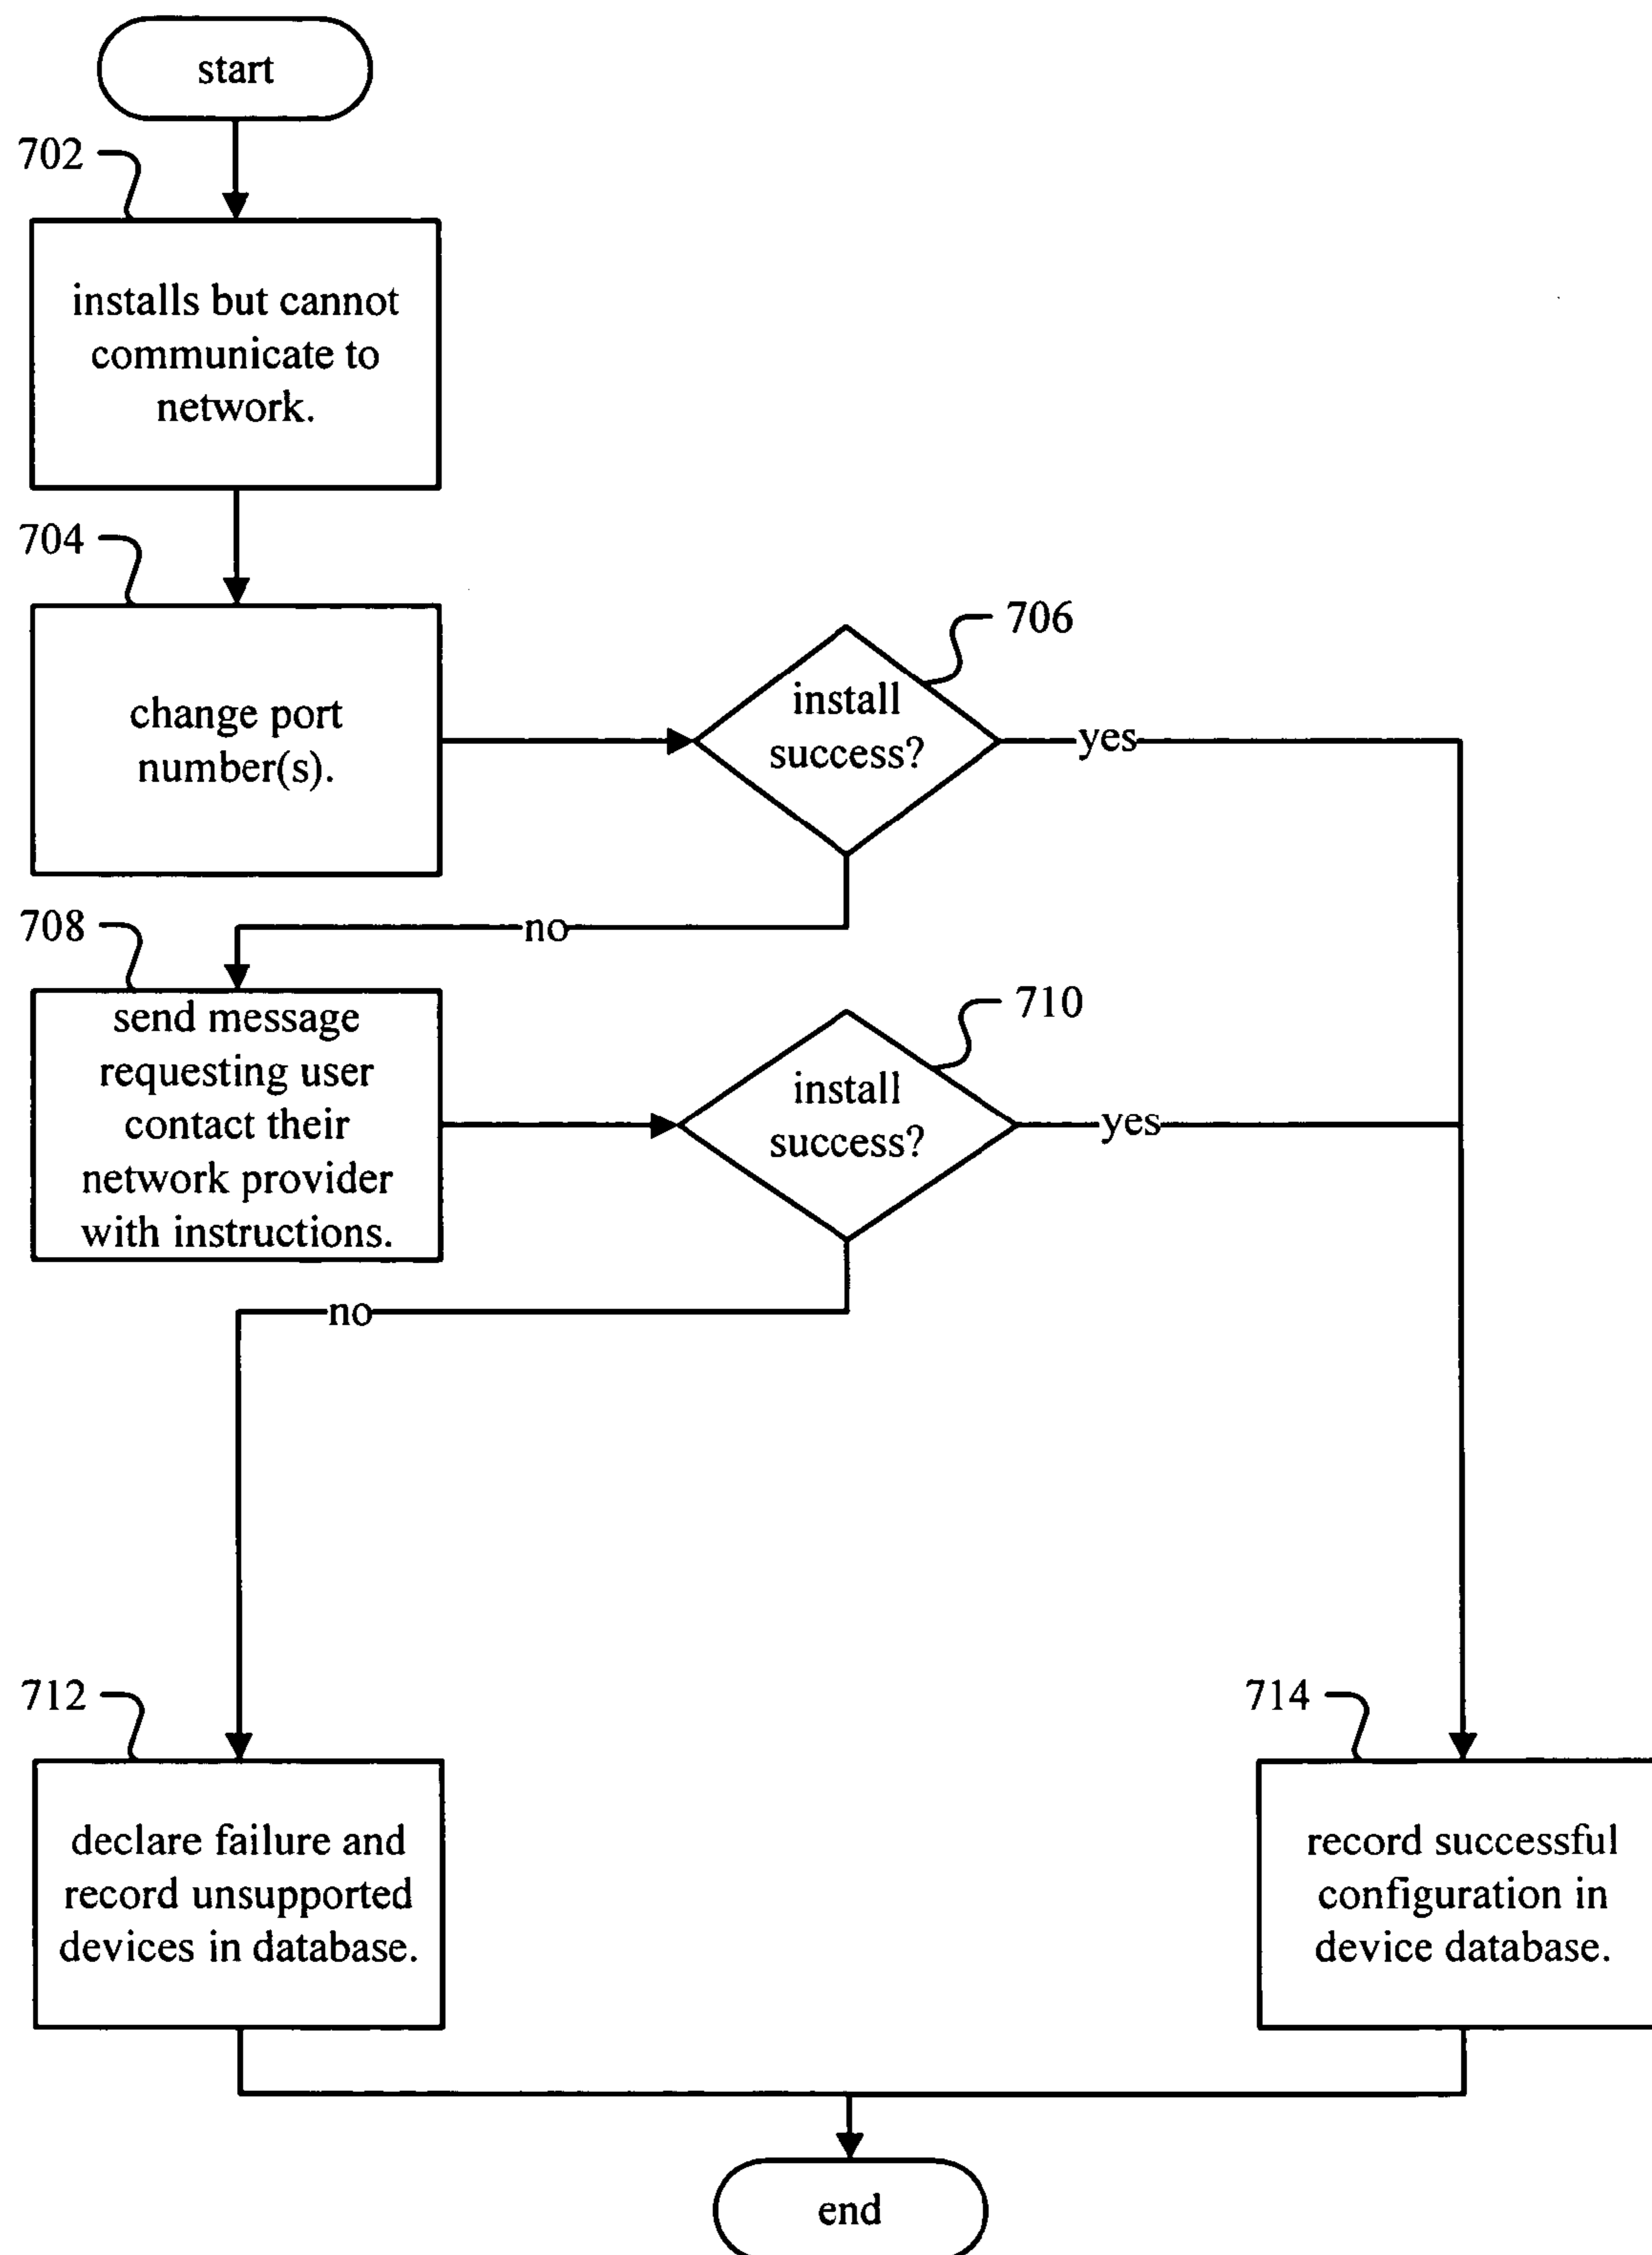 start
702
installs but cannot
communicate to
network.
704
change port
number(s).
706
install
success?
yes
no
708
send message
requesting user
contact their
network provider
with instructions.
710
install
success?
yes
no
712
declare failure and
record unsupported
devices in database.
714
record successful
configuration in
device database.
end